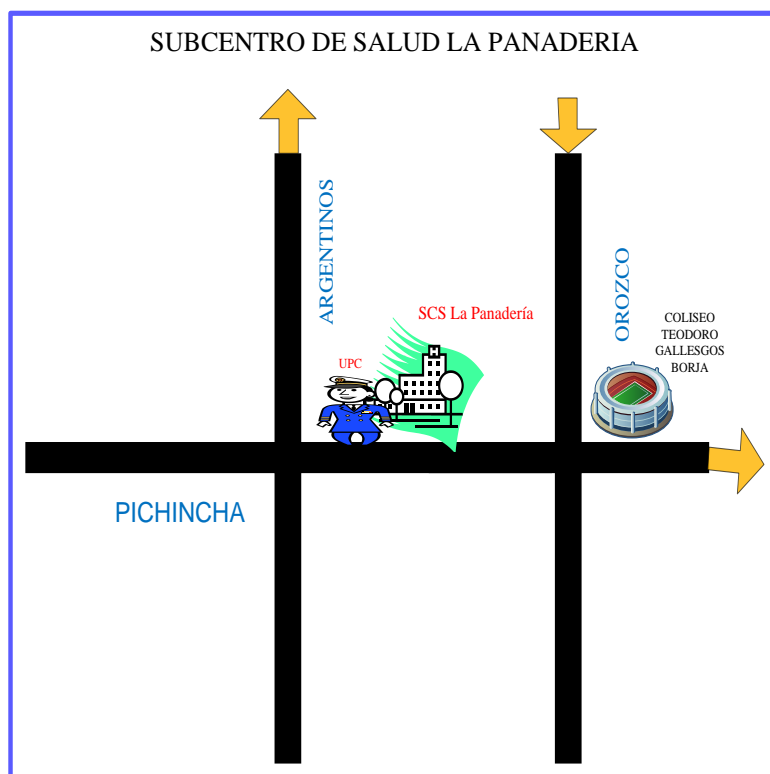 SUBCENTRO DE SALUD LA PANADERIA
ARGENTINOS
OROZCO
SCS La Panadería
COLISEO
TEODORO
GALLESGOS
BORJA
UPC
PICHINCHA